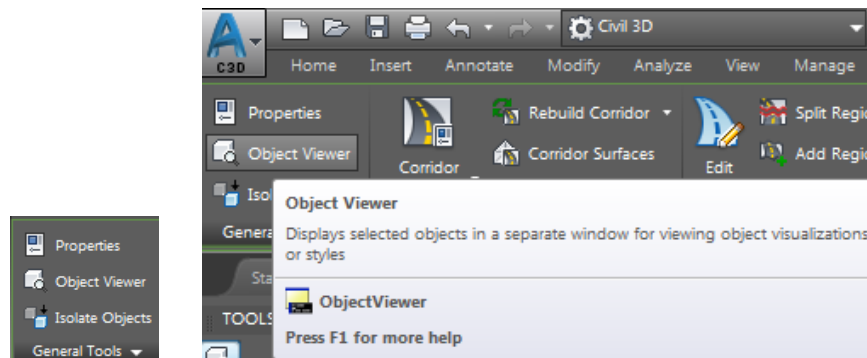 Properties
Object Viewer
Isolate Objects
General Tools
C3D
Civil 3D
Home Insert Annotate Modify Analyze View Manage
Properties
Object Viewer
Corridor
Rebuild Corridor
Corridor Surfaces
Edit
Split Regio
Add Regio
Iso
Genera
Object Viewer
Displays selected objects in a separate window for viewing object visualizations
or styles
ObjectViewer
Press F1 for more help
Sta
TOOLS